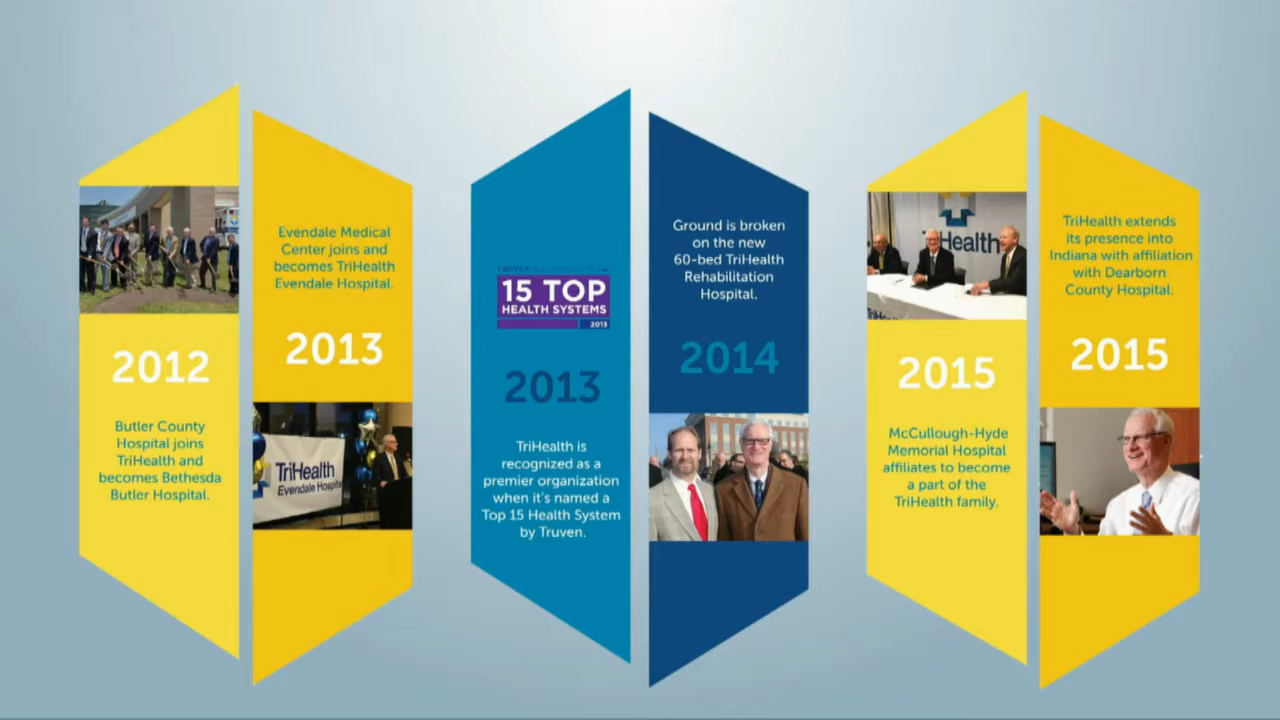 2012
Butler County
Hospital joins
TriHealth and
becomes Bethesda
Butler Hospital.
Evendale Medical
Center joins and
becomes TriHealth
Evendale Hospital.
2013
TriHealth
Evendale Hospital
TRUVEN
15 TOP
HEALTH SYSTEMS
2013
2013
TriHealth is
recognized as a
premier organization
when it's named a
Top 15 Health System
by Truven.
Ground is broken
on the new
60-bed TriHealth
Rehabilitation
Hospital.
2014
TriHealth
2015
McCullough-Hyde
Memorial Hospital
affiliates to become
a part of the
TriHealth family.
TriHealth extends
its presence into
Indiana with affiliation
with Dearborn
County Hospital.
2015